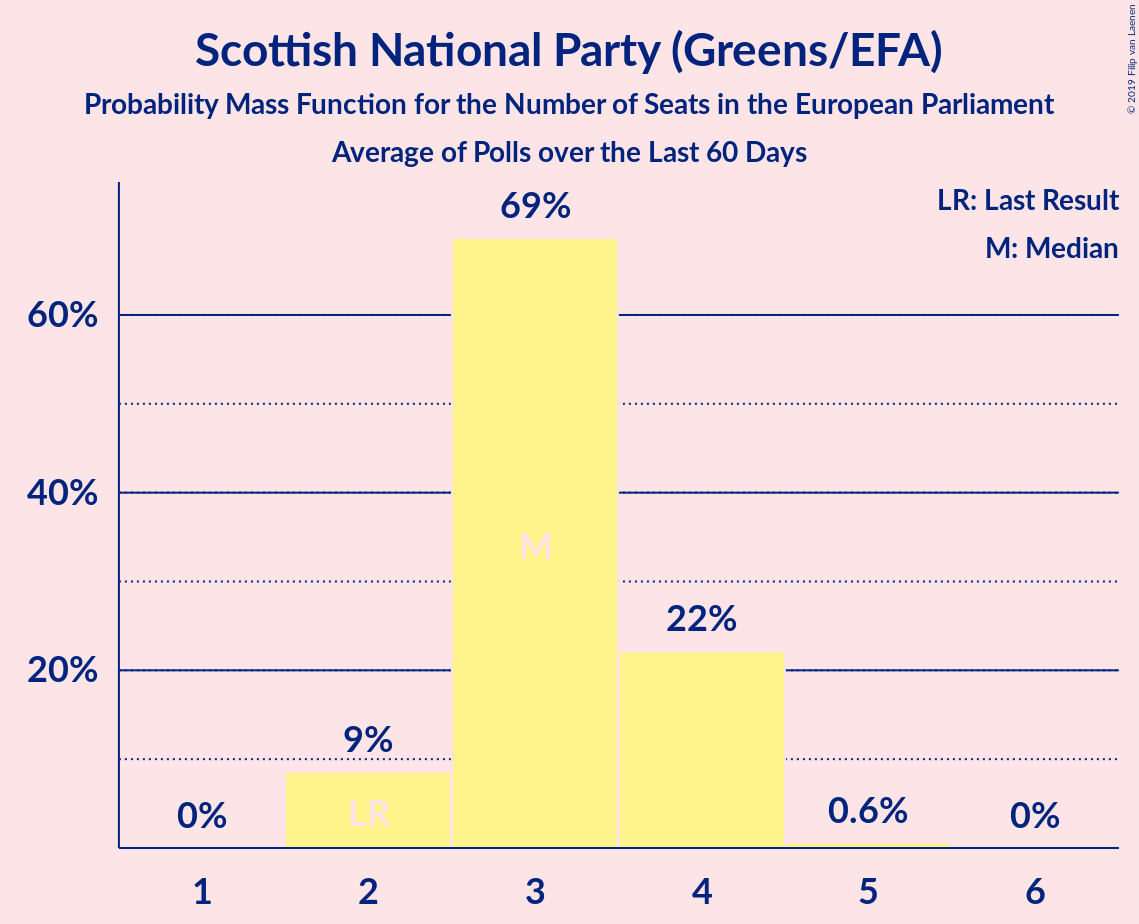 Scottish National Party (Greens/EFA)
Probability Mass Function for the Number of Seats in the European Parliament
Average of Polls over the Last 60 Days
© 2019 Filip van Laenen
LR: Last Result
M: Median
69%
60%
40%
M
22%
20%
9%
LR
0%
0.6%
0%
1
2
3
4
5
6